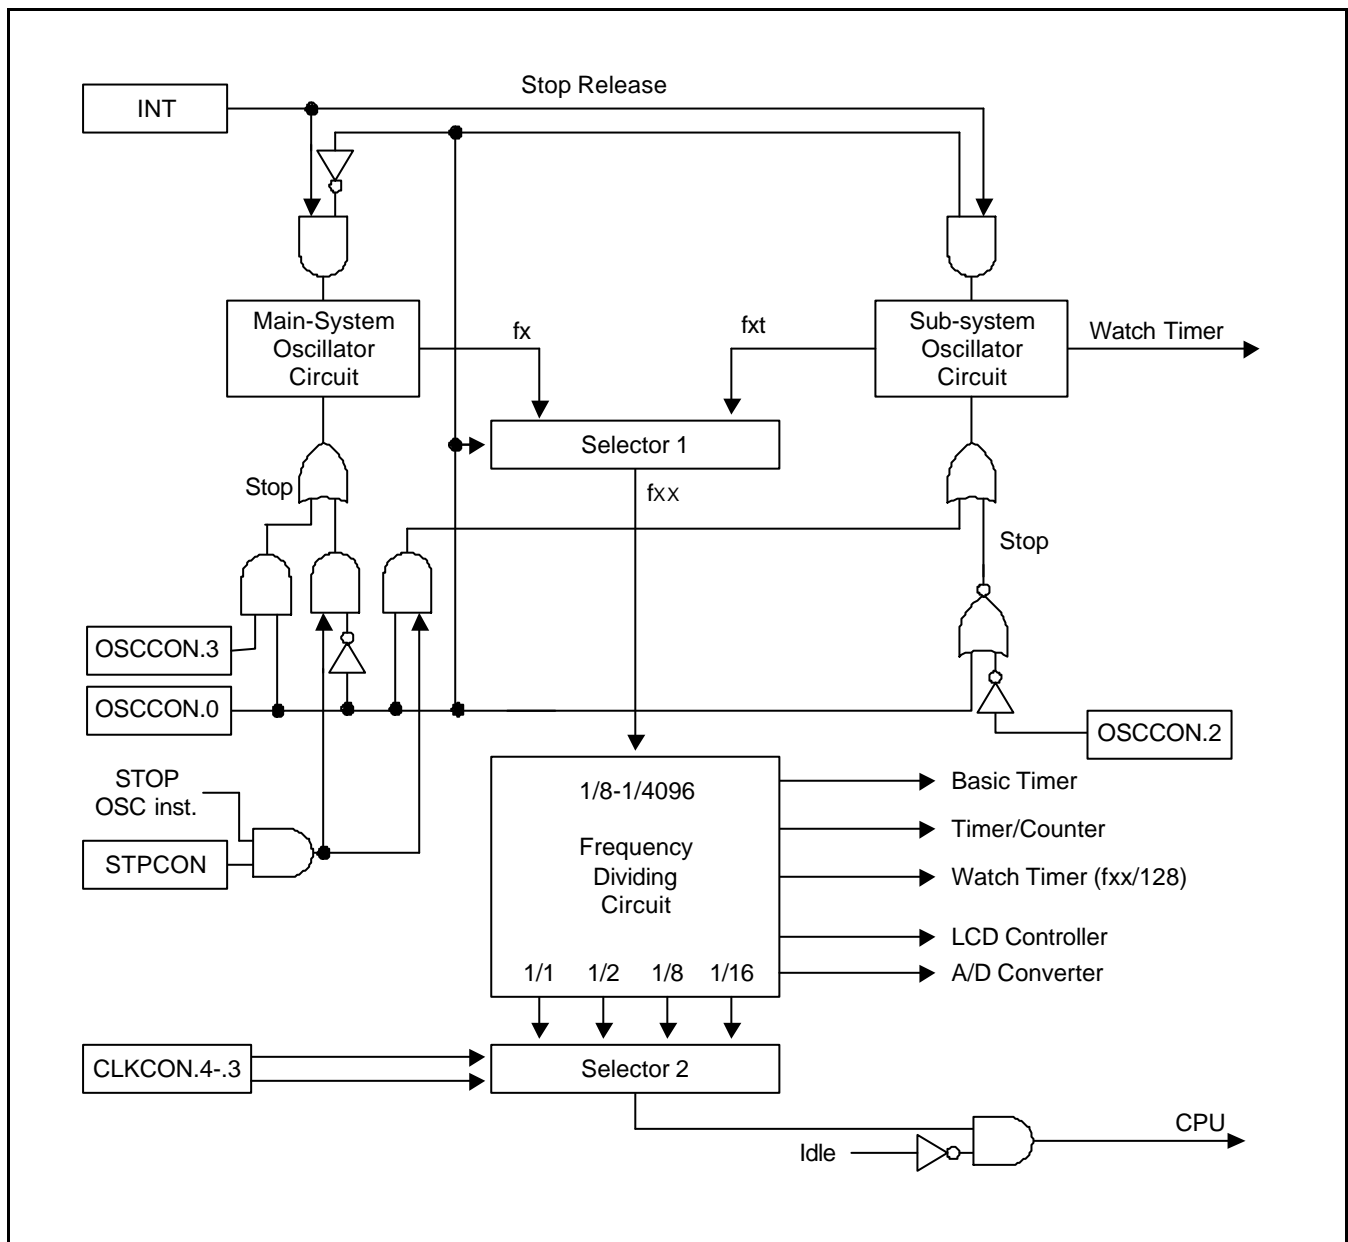 Stop Release
INT
Main-System
Oscillator
Circuit
fx
fxt
Sub-system
Oscillator
Circuit
Watch Timer
Selector 1
Stop
fxx
Stop
OSCCON.3
OSCCON.0
OSCCON.2
STOP
OSC inst.
STPCON
1/8-1/4096
Frequency
Dividing
Circuit
Basic Timer
Timer/Counter
Watch Timer (fxx/128)
LCD Controller
A/D Converter
1/1 1/2 1/8 1/16
CLKCON.4-.3
Selector 2
CPU
Idle